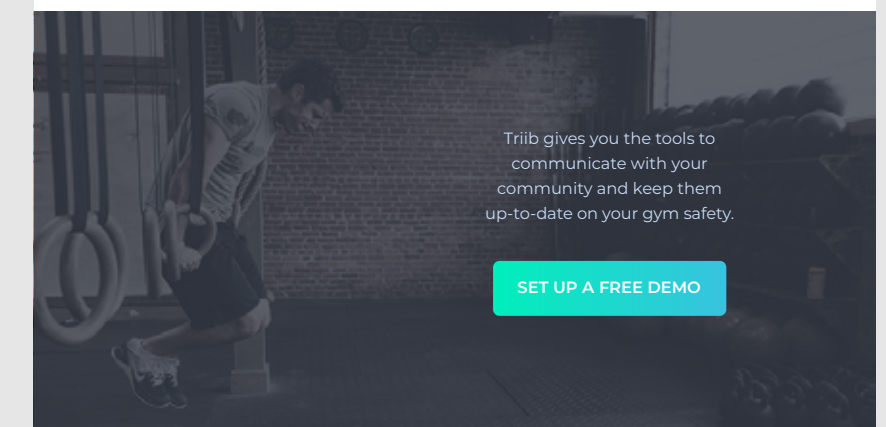 Triib gives you the tools to
communicate with your
community and keep them
up-to-date on your gym safety.
SET UP A FREE DEMO